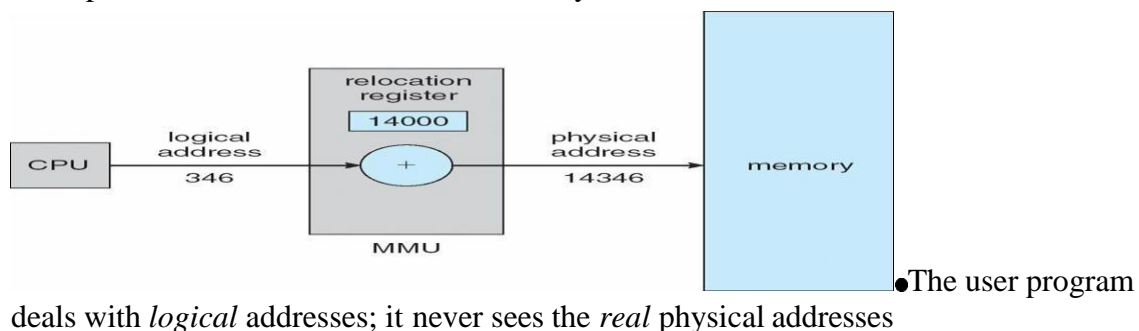 relocation
register
14000
logical
address
346
CPU
+
physical
address
14346
memory
MMU
●The user program
deals with logical addresses; it never sees the real physical addresses